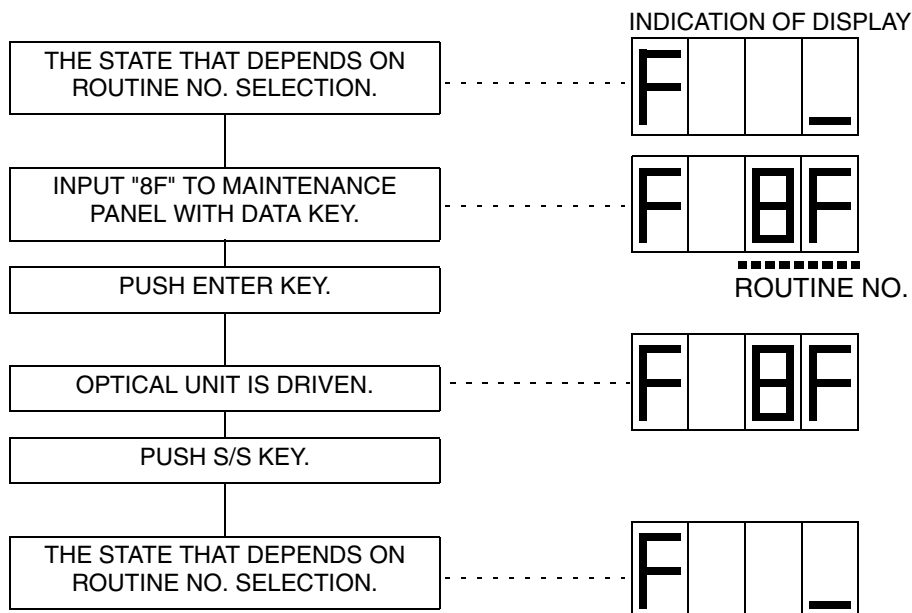 INDICATION OF DISPLAY
THE STATE THAT DEPENDS ON
ROUTINE NO. SELECTION.
F _
INPUT "8F" TO MAINTENANCE
PANEL WITH DATA KEY.
F 8F
ROUTINE NO.
PUSH ENTER KEY.
OPTICAL UNIT IS DRIVEN.
F 8F
PUSH S/S KEY.
THE STATE THAT DEPENDS ON
ROUTINE NO. SELECTION.
F _